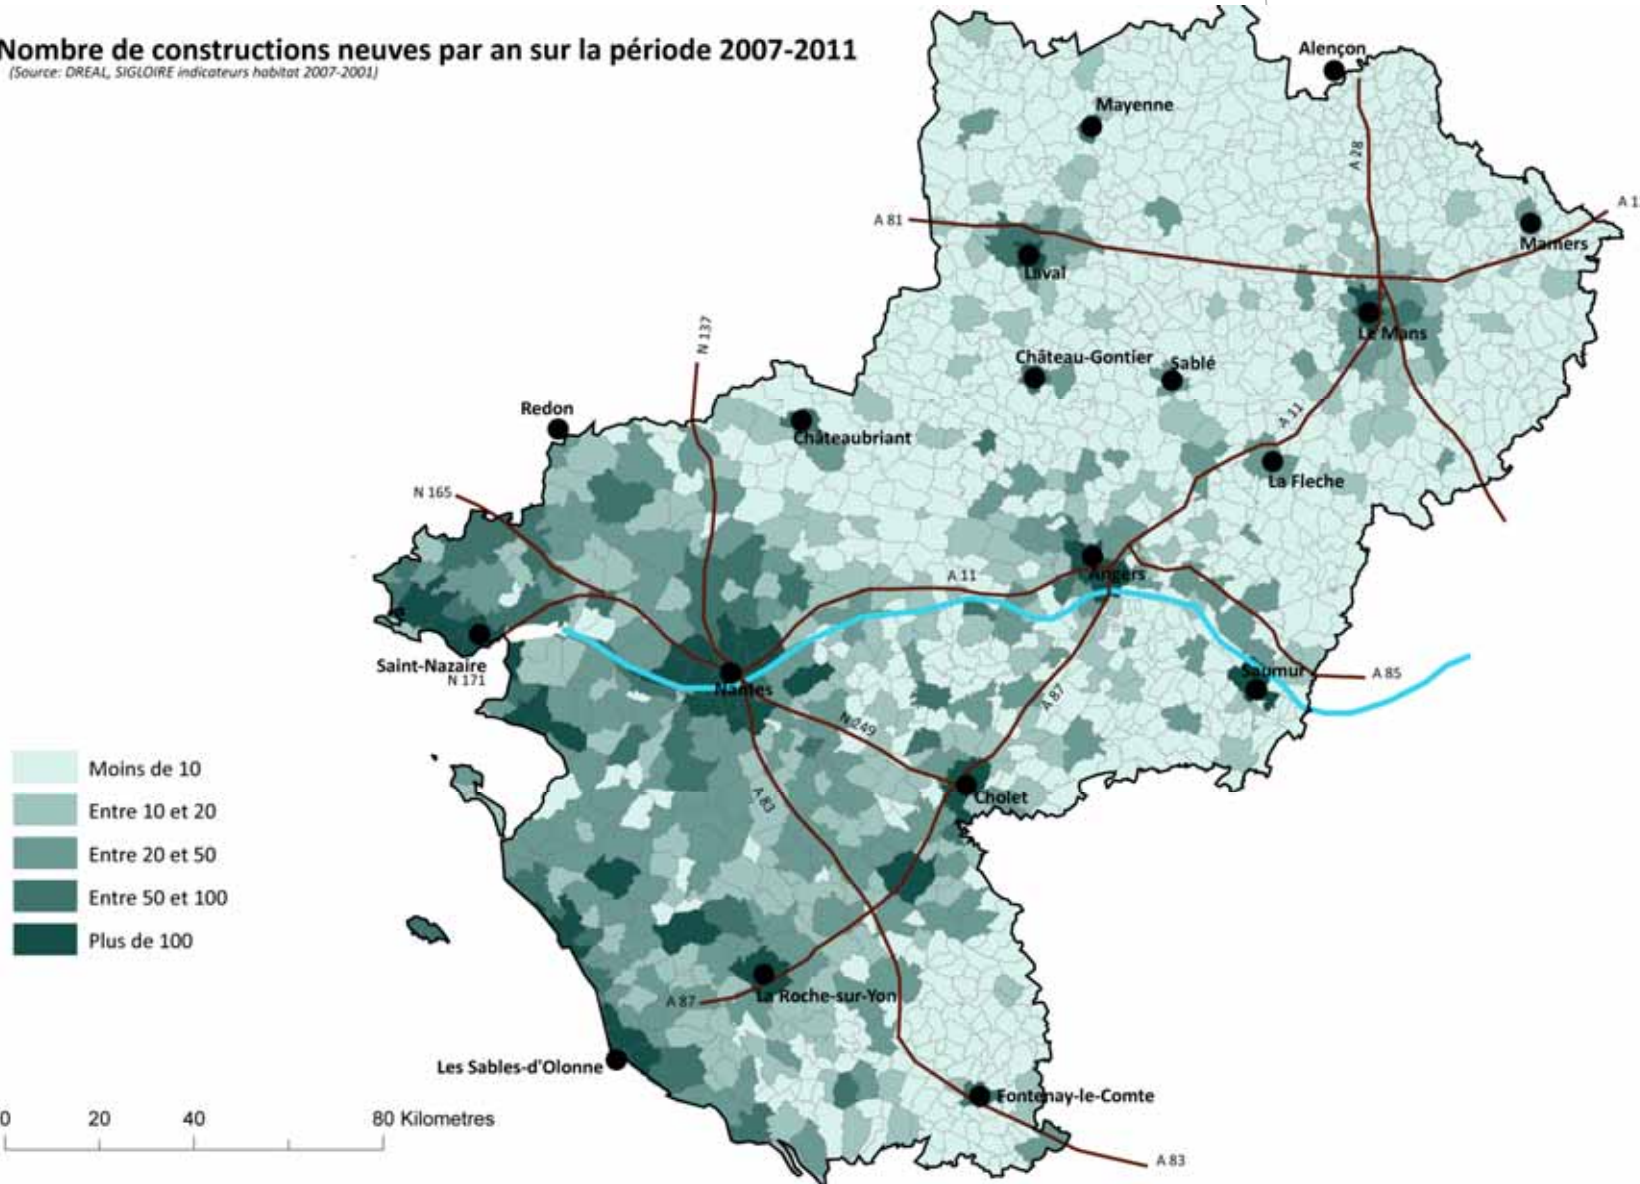 Nombre de constructions neuves par an sur la période 2007-2011
(Source: DREAL, SIGLOIRE indicateurs habitat 2007-2001)
Alençon
Mayenne
A 28
A 81
Mamers
Laval
Le Mans
N 137
Château-Gontier
Sablé
Redon
Châteaubriant
A 11
La Fleche
N 165
A 11
Angers
Saint-Nazaire
N 171
Nantes
Saumur
A 85
A 87
N 249
Cholet
A 83
Moins de 10
Entre 10 et 20
Entre 20 et 50
Entre 50 et 100
Plus de 100
A 87
La Roche-sur-Yon
Les Sables-d'Olonne
Fontenay-le-Comte
0 20 40 80 Kilometres
A 83